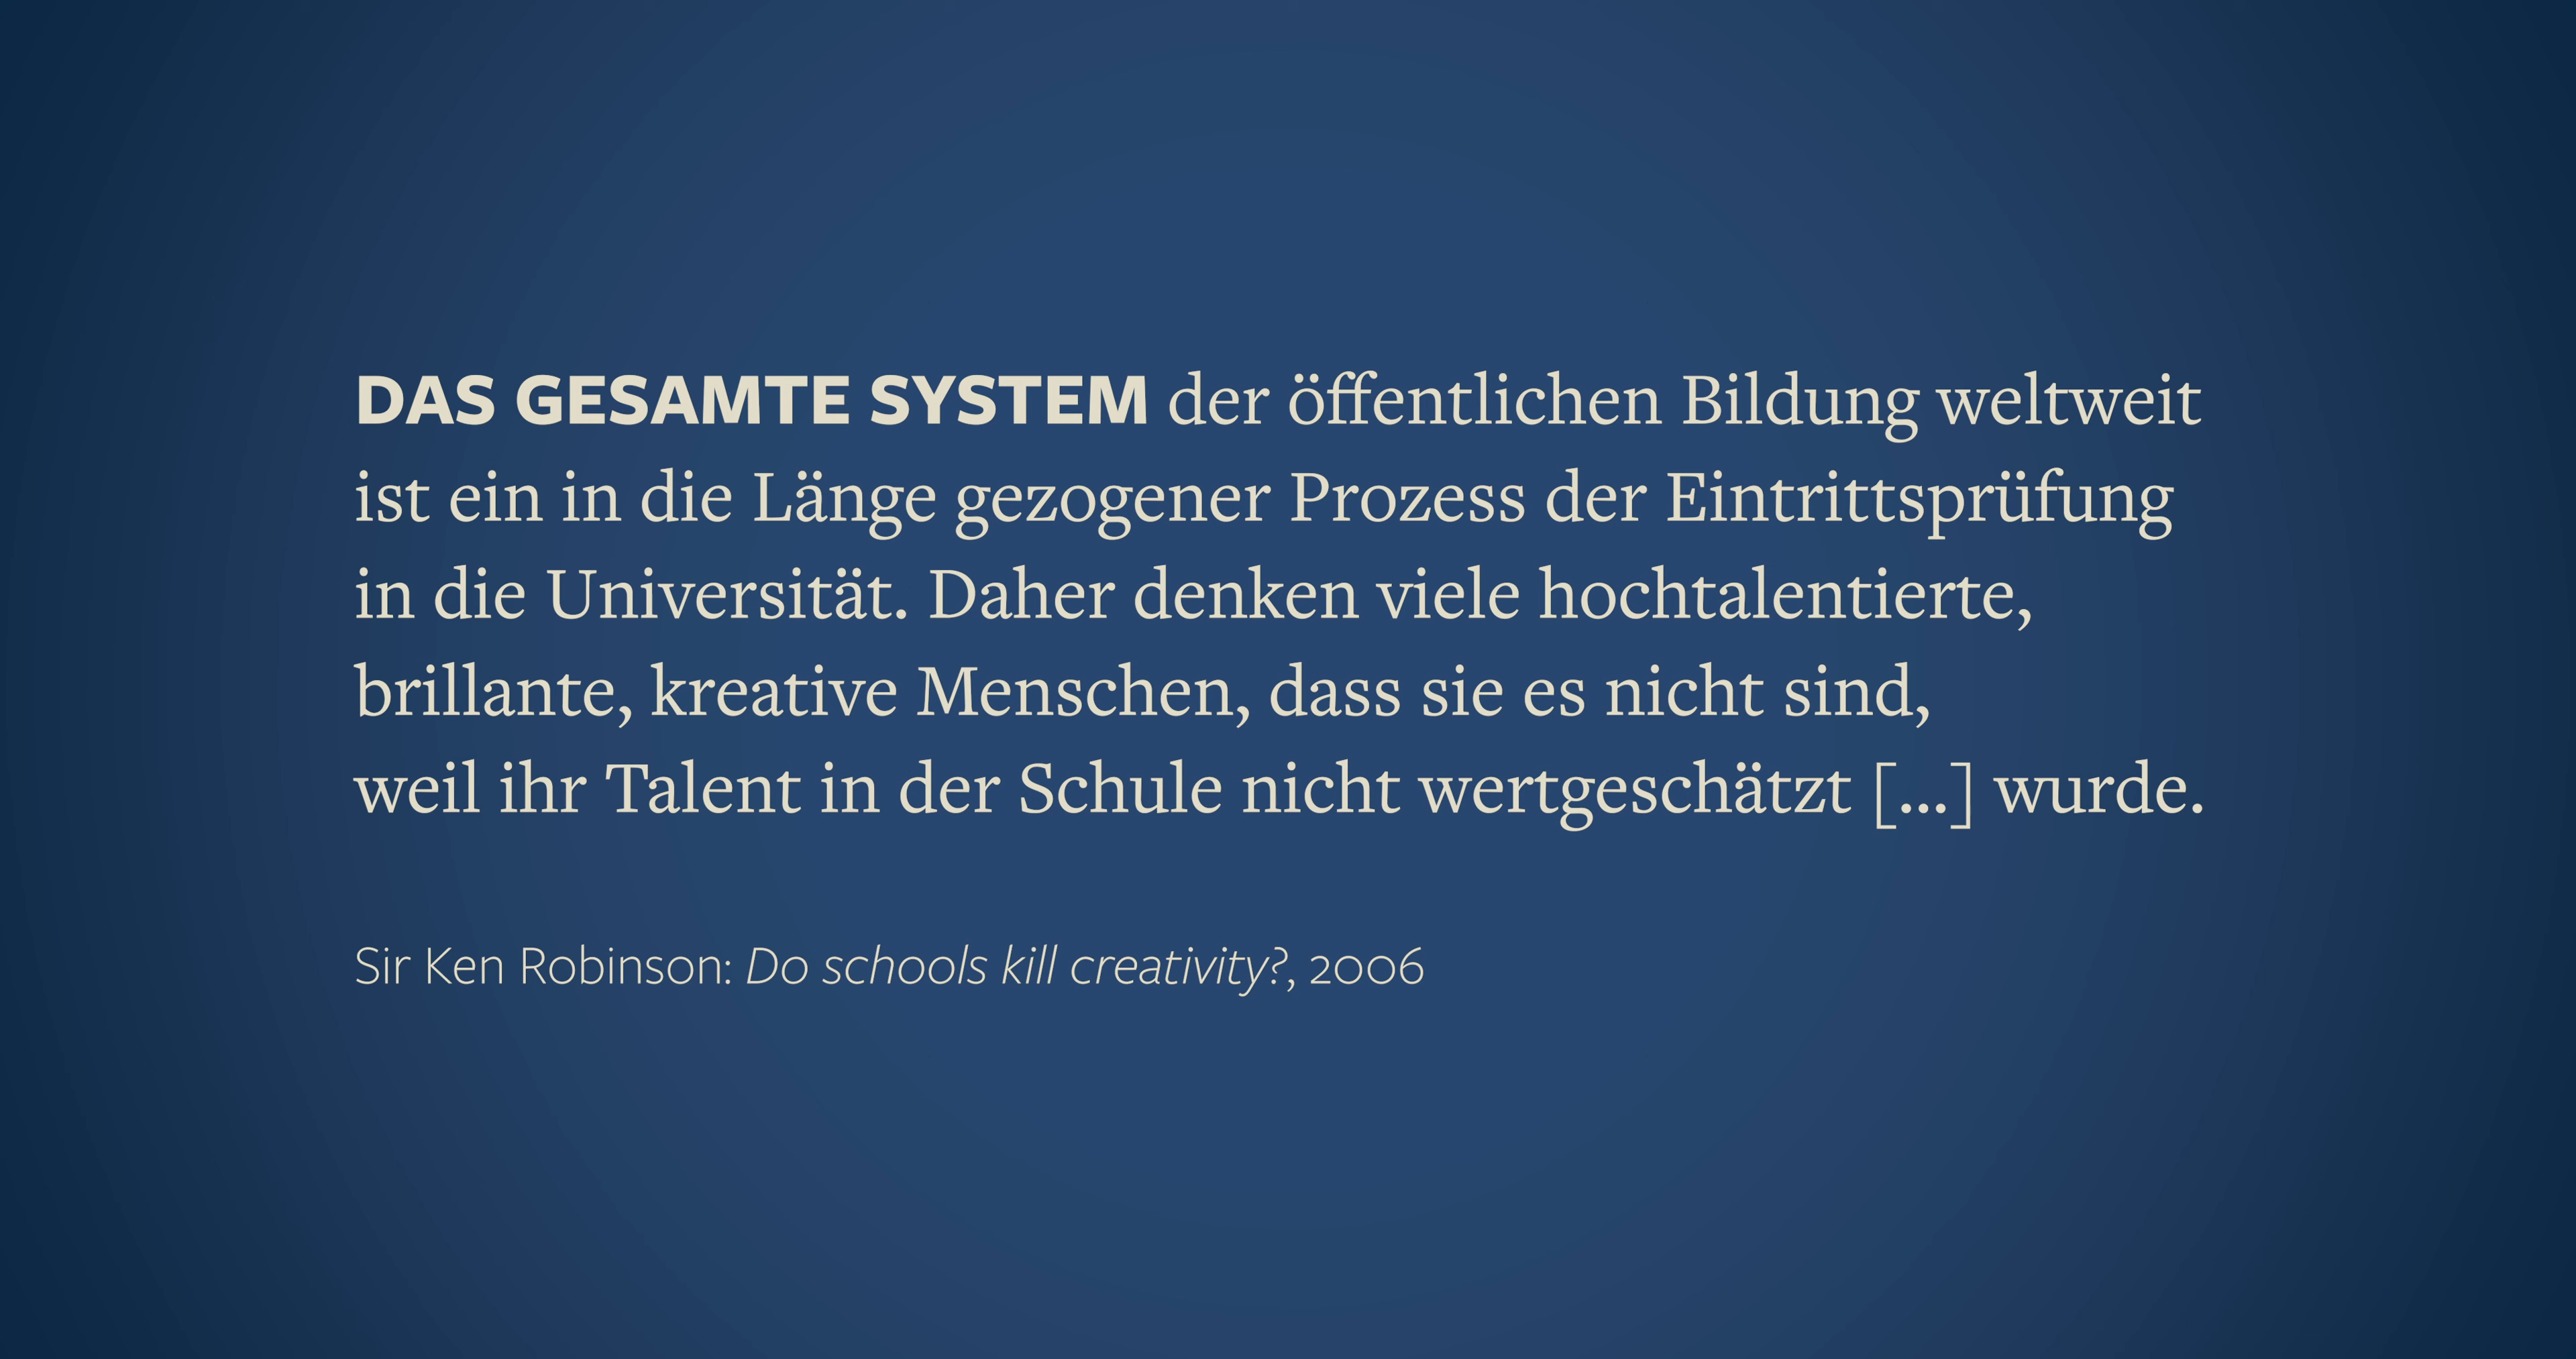 DAS GESAMTE SYSTEM der öffentlichen Bildung weltweit
ist ein in die Länge gezogener Prozess der Eintrittsprüfung
in die Universität. Daher denken viele hochtalentierte,
brillante, kreative Menschen, dass sie es nicht sind,
weil ihr Talent in der Schule nicht wertgeschätzt [...] wurde.
Sir Ken Robinson: Do schools kill creativity?, 2006